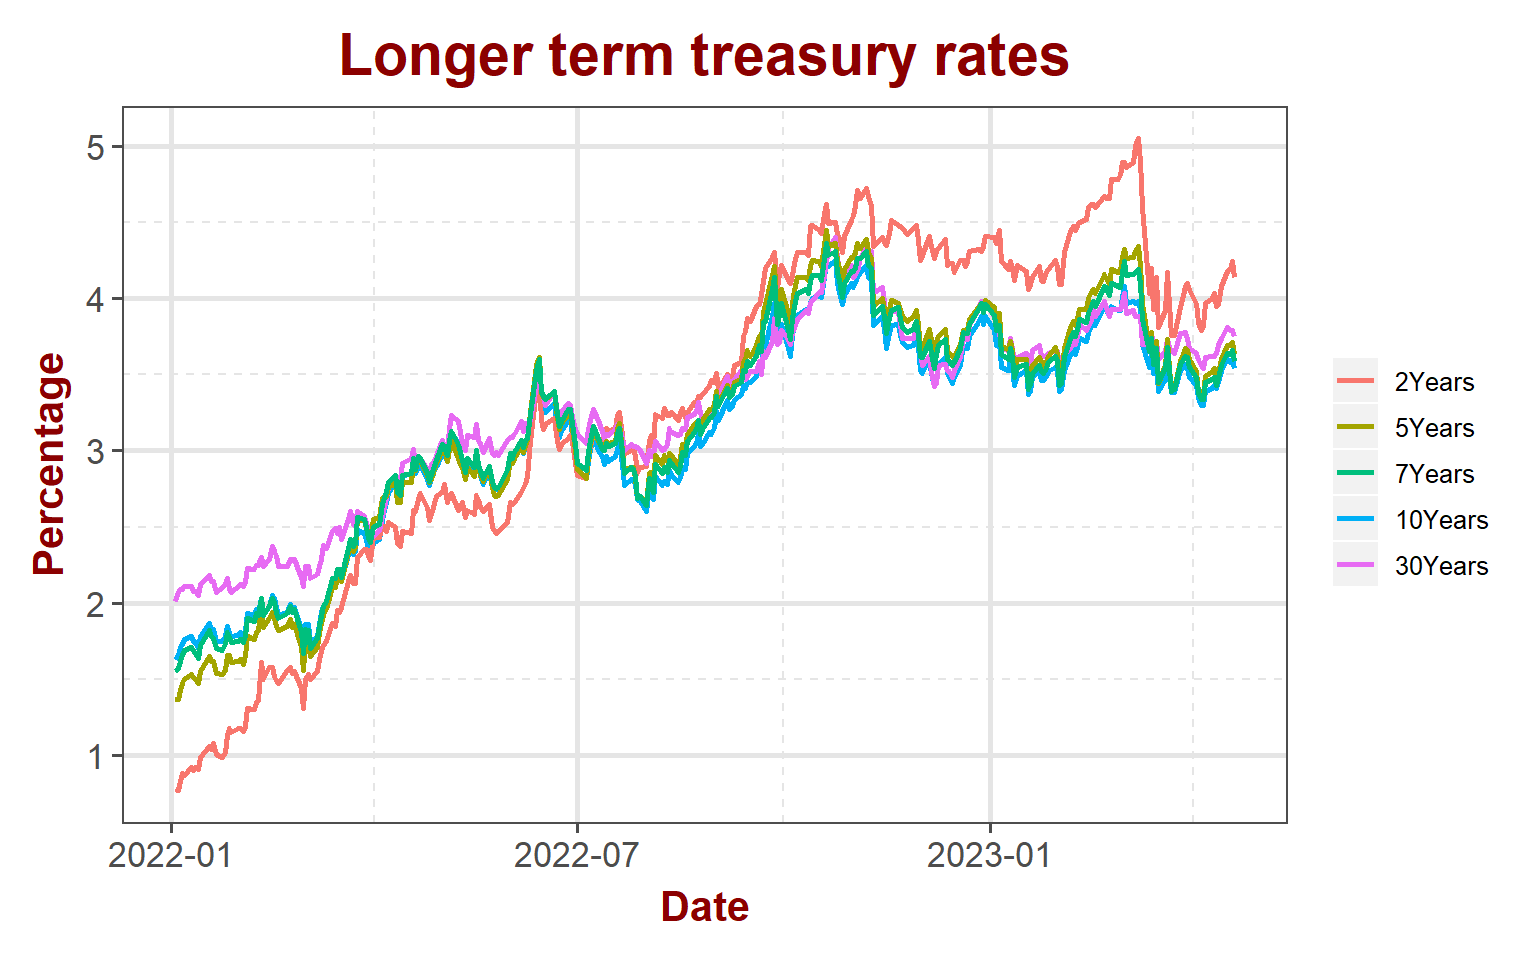 Longer term treasury rates
Percentage
5
4
3
2
1
2022-01
2022-07
2023-01
Date
2Years
5Years
7Years
10Years
30Years